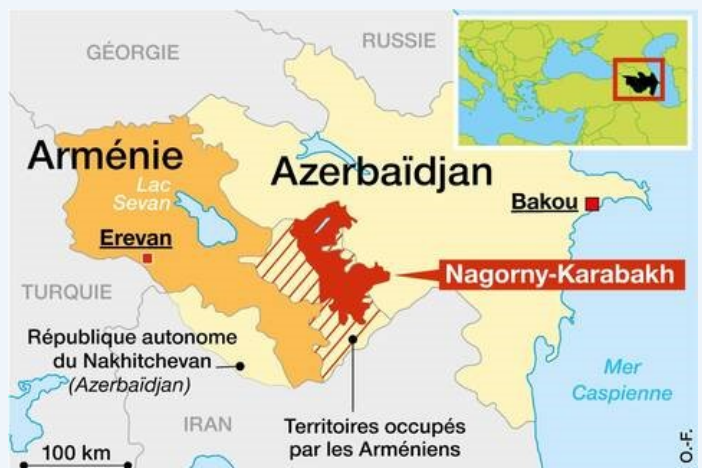 GÉORGIE
RUSSIE
Arménie
Azerbaïdjan
Lac
Sevan
Bakou
Erevan
Nagorny-Karabakh
TURQUIE
République autonome
du Nakhitchevan
(Azerbaïdjan)
Mer
Caspienne
IRAN
Territoires occupés
par les Arméniens
100 km
O.-F.